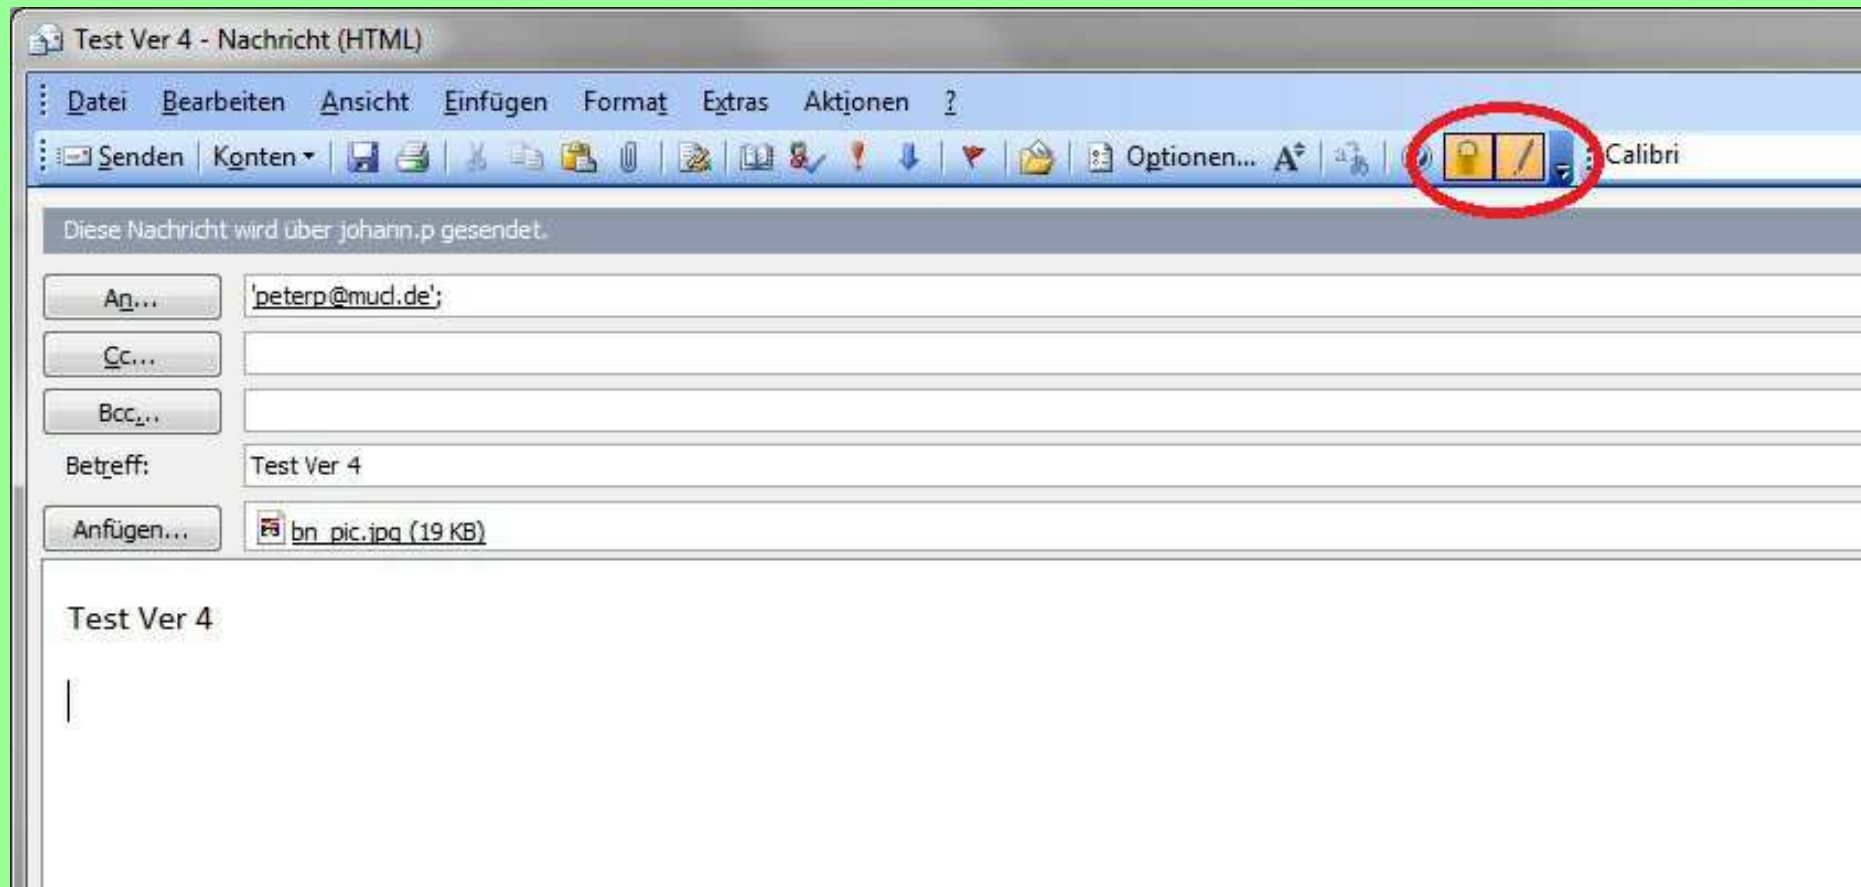 Test Ver 4 - Nachricht (HTML)
Datei Bearbeiten Ansicht Einfügen Format Extras Aktionen ?
Senden Konten Optionen... A Calibri
Diese Nachricht wird über johann.p gesendet.
An... 'peterp@mucl.de';
Cc...
Bcc...
Betreff: Test Ver 4
Anfügen... bn_pic.jpg (19 KB)
Test Ver 4